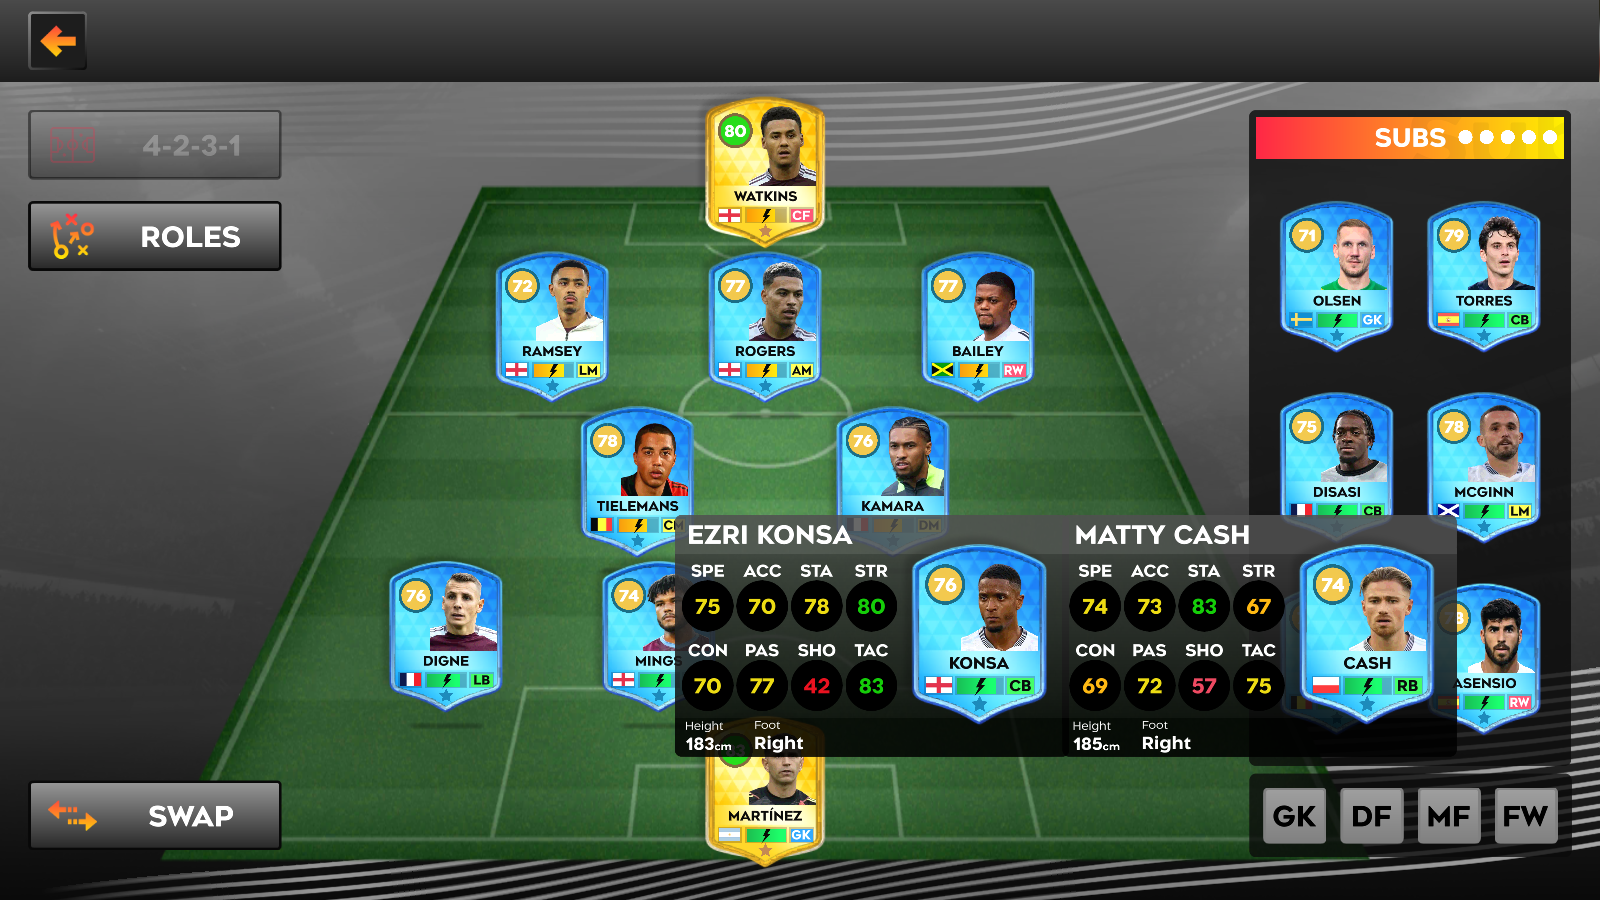 4-2-3-1
ROLES
SWAP
80
WATKINS
CF
72
RAMSEY
LM
77
ROGERS
AM
77
BAILEY
RW
78
TIELEMANS
CM
76
KAMARA
DM
76
DIGNE
LB
74
MINGS
MARTÍNEZ
GK
EZRI KONSA
SPE ACC STA STR
75 70 78 80
CON PAS SHO TAC
70 77 42 83
Height Foot
183cm Right
76
KONSA
CB
MATTY CASH
SPE ACC STA STR
74 73 83 67
CON PAS SHO TAC
69 72 57 75
Height Foot
185cm Right
74
CASH
RB
SUBS
71
OLSEN
GK
79
TORRES
CB
75
DISASI
CB
78
MCGINN
LM
ASENSIO
RW
GK DF MF FW